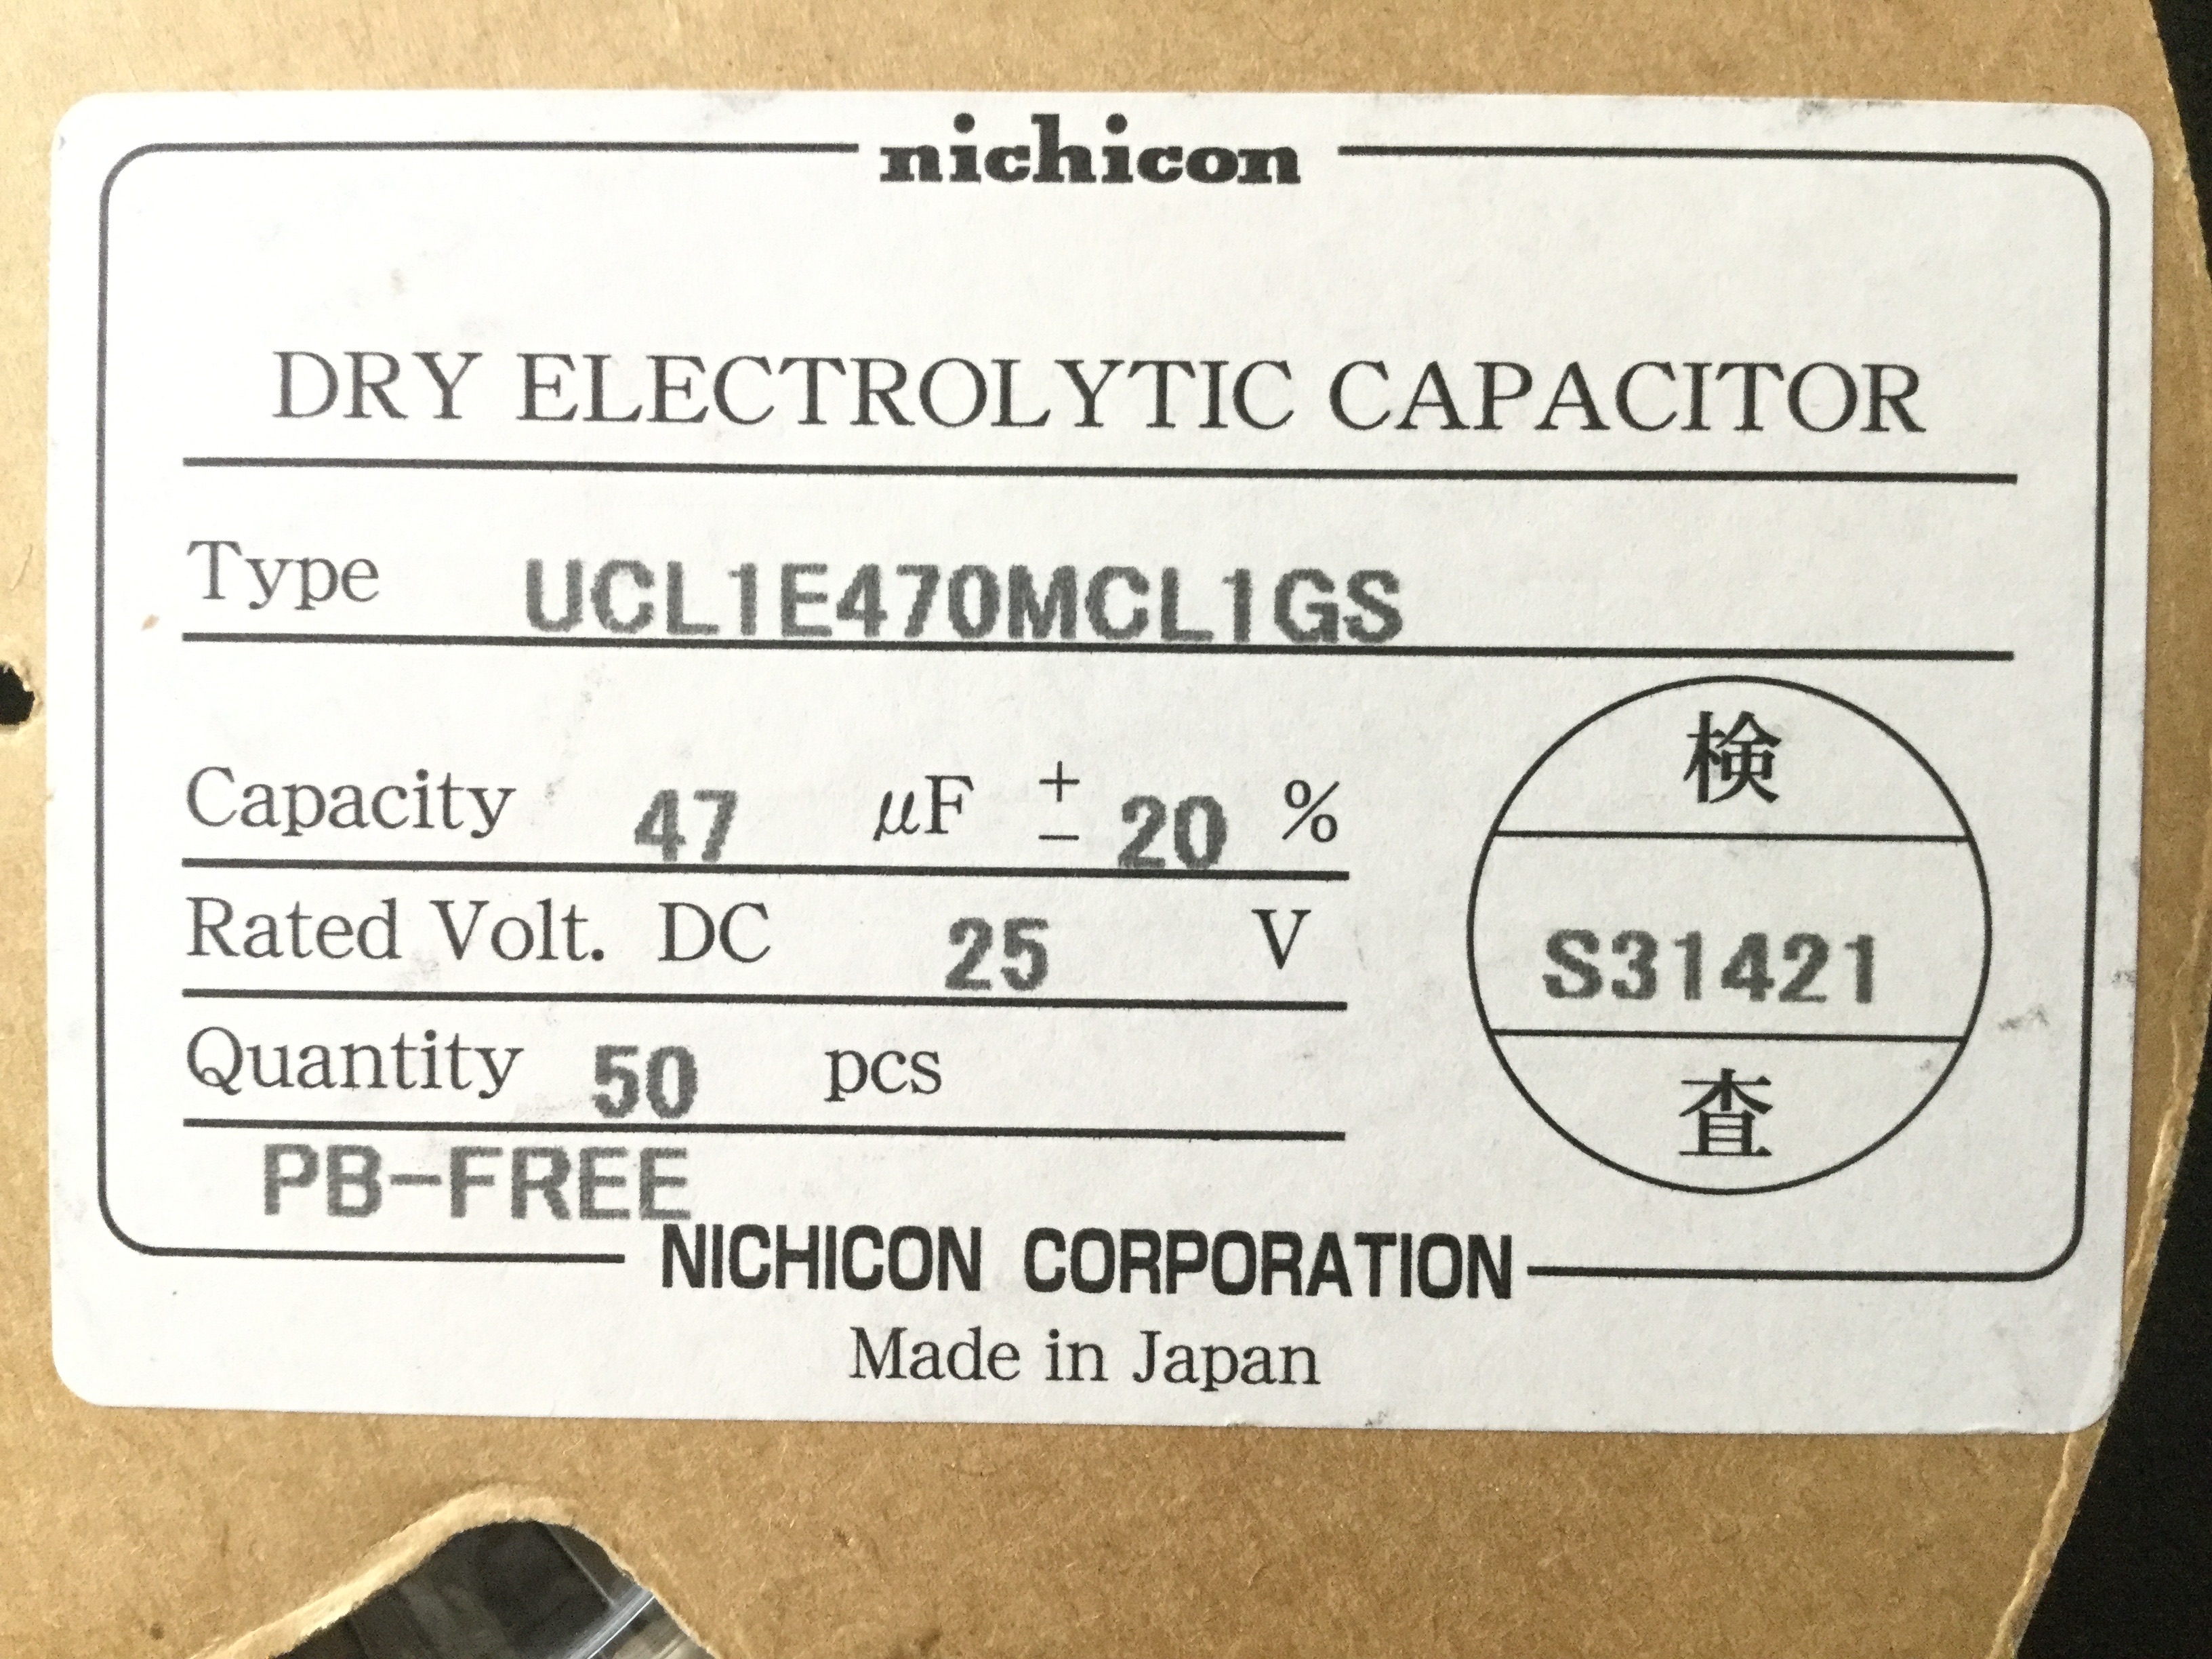 nichicon
DRY ELECTROLYTIC CAPACITOR
Type UCL1E470MCL1GS
Capacity 47 μF ± 20 %
Rated Volt. DC 25 V
Quantity 50 pcs
PB-FREE
検
S31421
査
NICHICON CORPORATION
Made in Japan